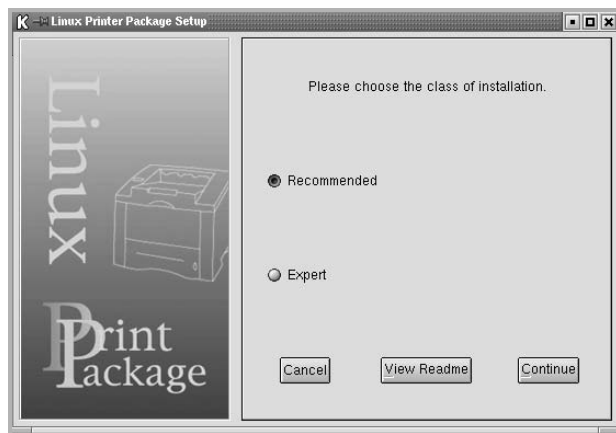 Linux Printer Package Setup
Linux
Print
Package
Please choose the class of installation.
Recommended
Expert
Cancel
View Readme
Continue